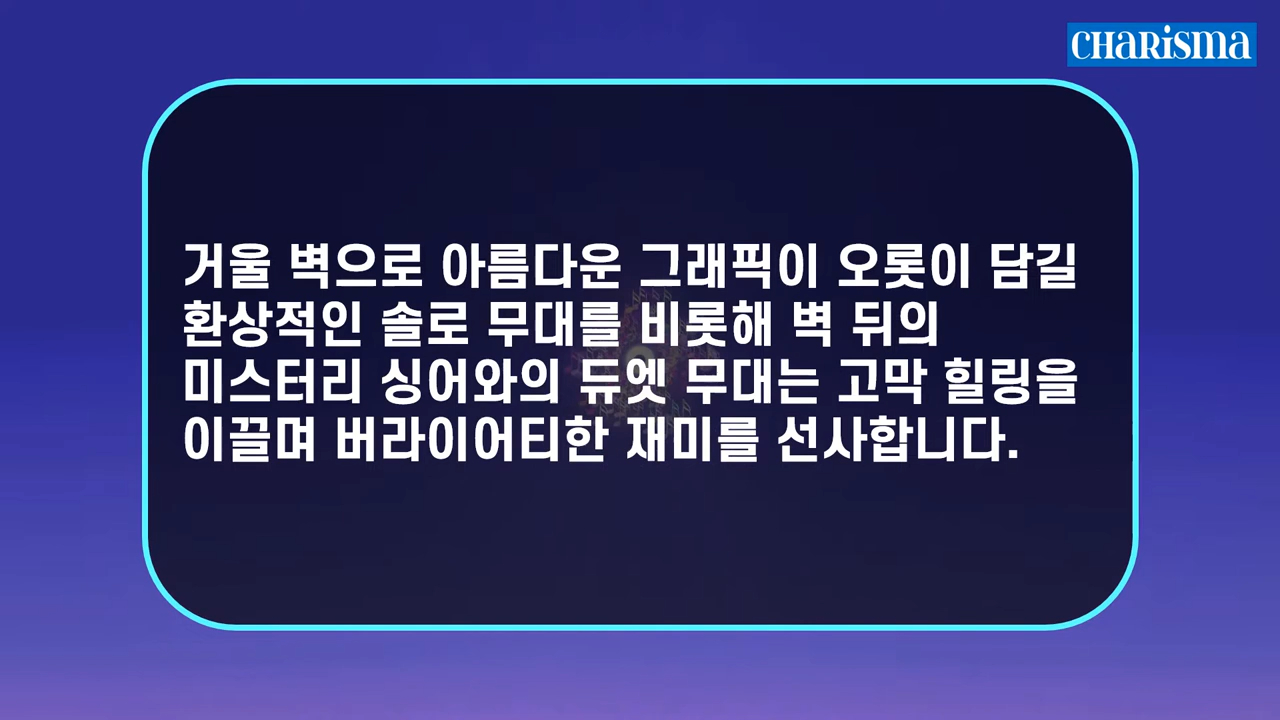 CHARiSMA
거울 벽으로 아름다운 그래픽이 오롯이 담길
환상적인 솔로 무대를 비롯해 벽 뒤의
미스터리 싱어와의 듀엣 무대는 고막 힐링을
이끌며 버라이어티한 재미를 선사합니다.